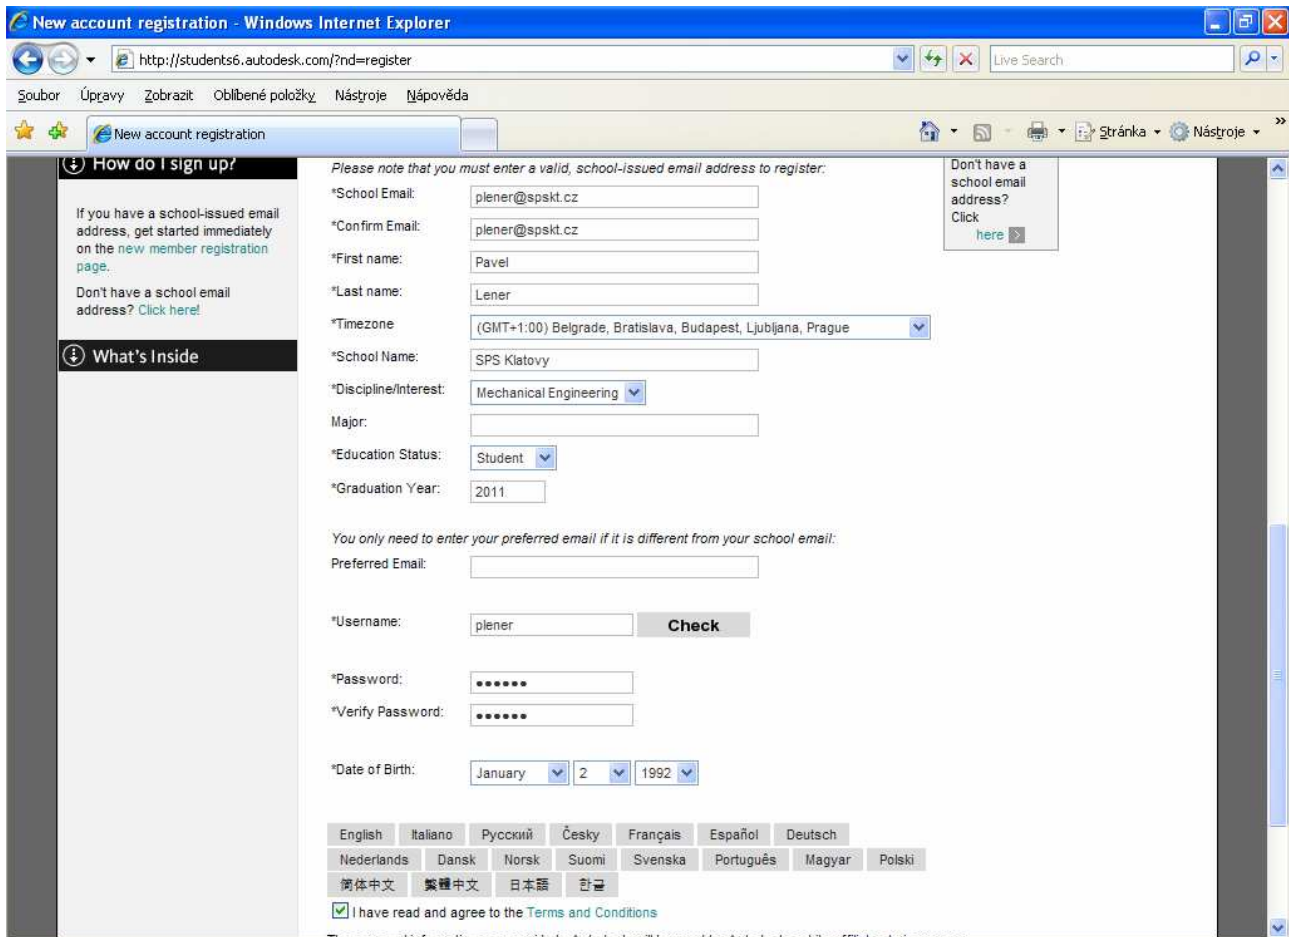 New account registration - Windows Internet Explorer
http://students6.autodesk.com/?nd=register
Live Search
Soubor Úpravy Zobrazit Oblíbené položky Nástroje Nápověda
New account registration
Stránka Nástroje »
How do I sign up?
If you have a school-issued email
address, get started immediately
on the new member registration
page.
Don't have a school email
address? Click here!
What's Inside
Please note that you must enter a valid, school-issued email address to register:
*School Email: plener@spskt.cz
*Confirm Email: plener@spskt.cz
*First name: Pavel
*Last name: Lener
*Timezone (GMT+1:00) Belgrade, Bratislava, Budapest, Ljubljana, Prague
*School Name: SPS Klatovy
*Discipline/Interest: Mechanical Engineering
Major:
*Education Status: Student
*Graduation Year: 2011
You only need to enter your preferred email if it is different from your school email:
Preferred Email:
*Username: plener Check
*Password: ••••••
*Verify Password: ••••••
*Date of Birth: January 2 1992
English Italiano Русский Česky Français Español Deutsch
Nederlands Dansk Norsk Suomi Svenska Português Magyar Polski
简体中文 繁體中文 日本語 한글
I have read and agree to the Terms and Conditions
Don't have a
school email
address?
Click
here